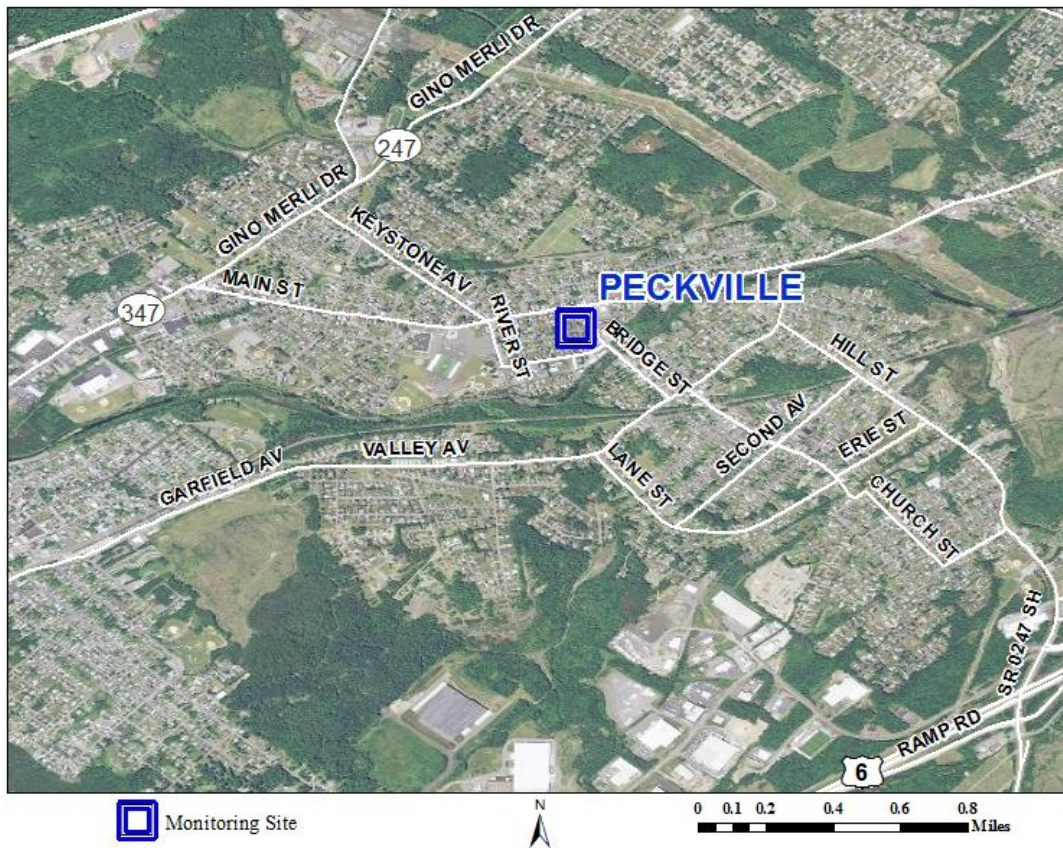 GINO MERLI DR
247
GINO MERLI DR
KEYSTONE AV
MAIN ST
347
PECKVILLE
RIVER ST
BRIDGE ST
HILL ST
SECOND AV
ERIE ST
VALLEY AV
LANE ST
GARFIELD AV
CHURCH ST
SR 0247 SH
RAMP RD
6
Monitoring Site
N
0 0.1 0.2 0.4 0.6 0.8
Miles